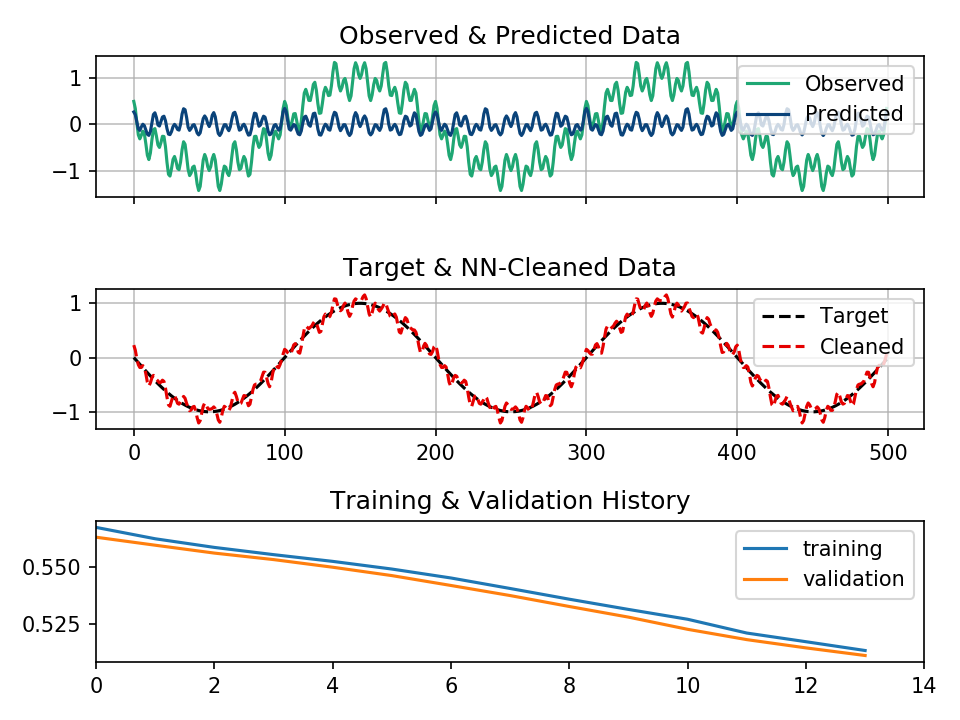 Observed & Predicted Data
1
0
−1
Observed
Predicted
Target & NN-Cleaned Data
1
0
−1
Target
Cleaned
0 100 200 300 400 500
Training & Validation History
0.550
0.525
training
validation
0 2 4 6 8 10 12 14